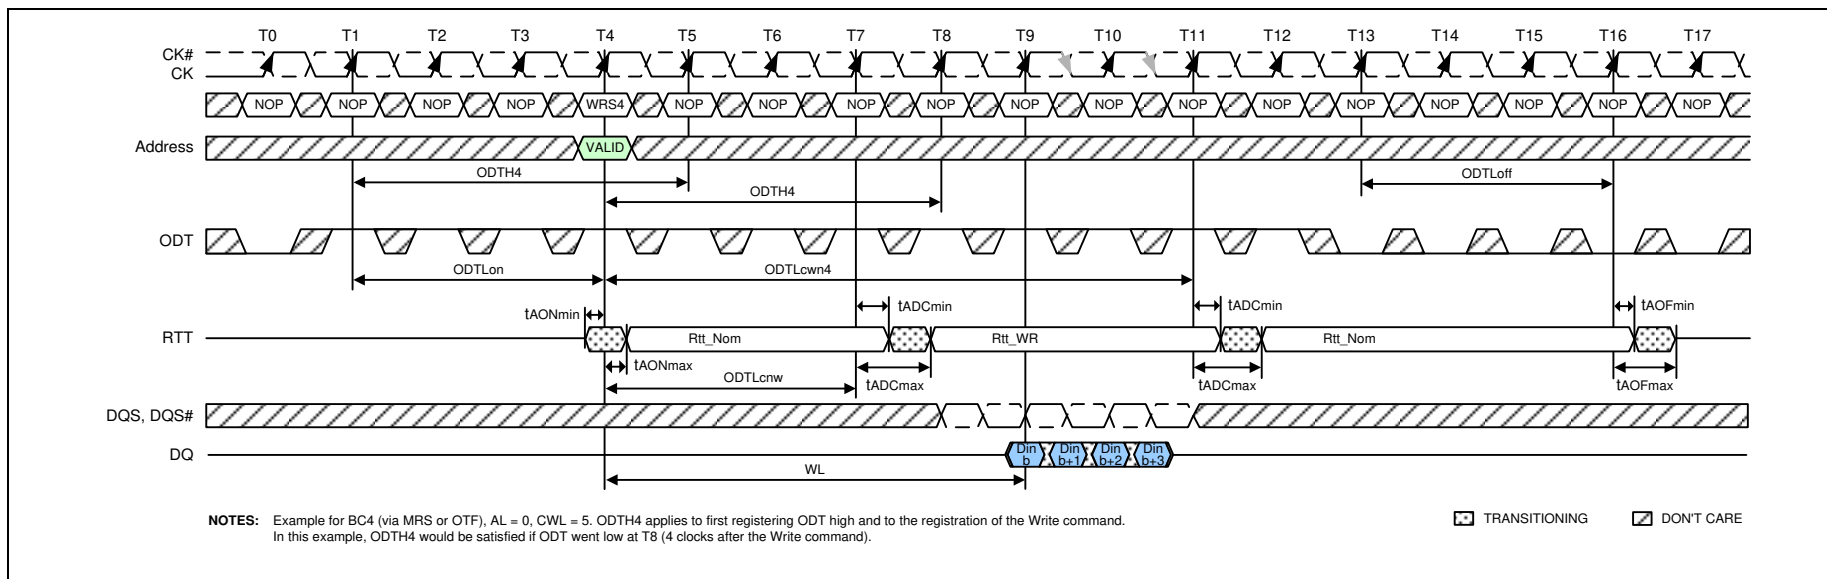 T0 T1 T2 T3 T4 T5 T6 T7 T8 T9 T10 T11 T12 T13 T14 T15 T16 T17
CK#
CK
NOP NOP NOP NOP WRS4 NOP NOP NOP NOP NOP NOP NOP NOP NOP NOP NOP NOP NOP
Address VALID
ODTH4 ODTLoff
ODTH4
ODT
ODTLon ODTLcwn4
tAONmin tADCmin tADCmin tAOFmin
RTT Rtt_Nom Rtt_WR Rtt_Nom
tAONmax ODTLcnw tADCmax tADCmax tAOFmax
DQS, DQS#
DQ Din b Din b+1 Din b+2 Din b+3
WL
NOTES: Example for BC4 (via MRS or OTF), AL = 0, CWL = 5. ODTH4 applies to first registering ODT high and to the registration of the Write command.
In this example, ODTH4 would be satisfied if ODT went low at T8 (4 clocks after the Write command).
TRANSITIONING DON'T CARE